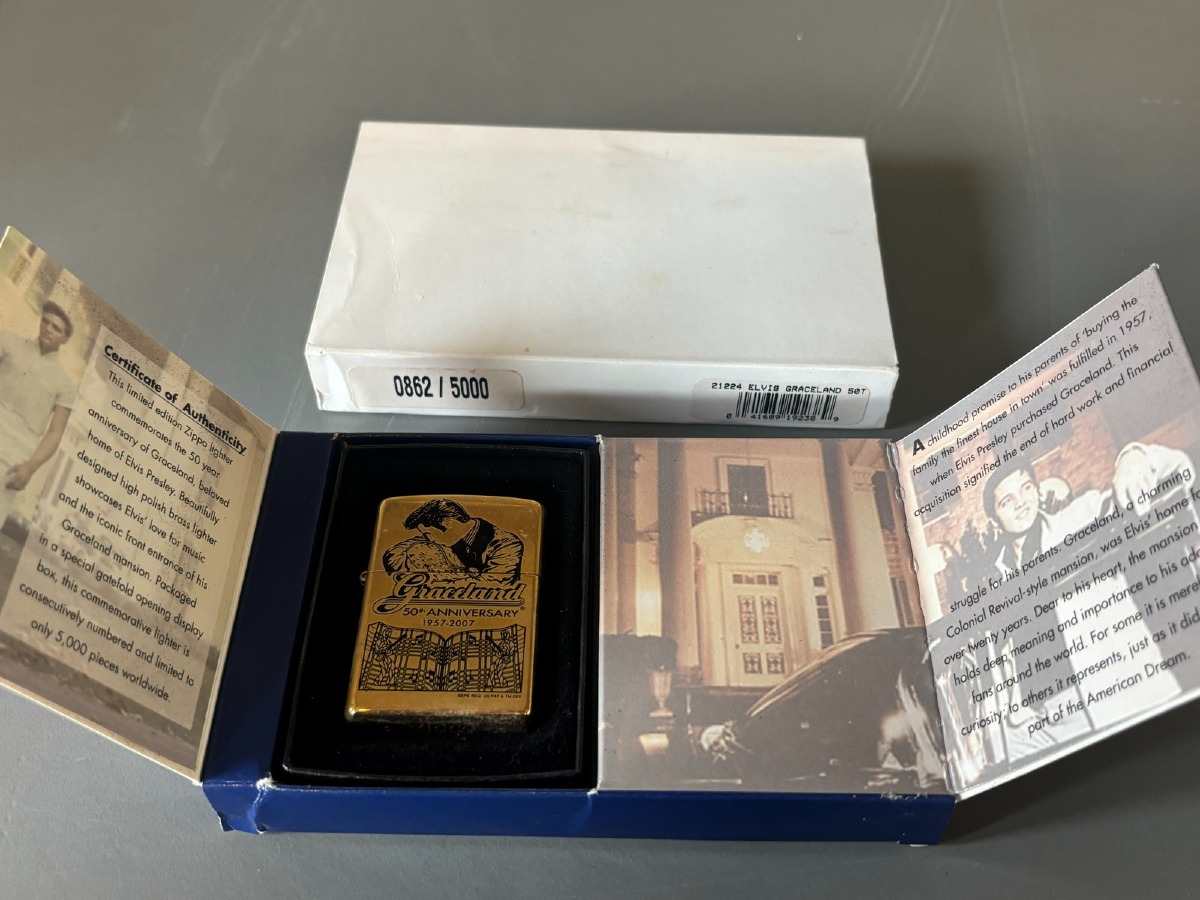 0862 / 5000
21224 ELVIS GRACELAND 50T
0 41689 19238 9
Certificate of Authenticity
This limited edition Zippo lighter
commemorates the 50 year
anniversary of Graceland, beloved
home of Elvis Presley. Beautifully
designed high polish brass lighter
showcases Elvis' love for music
and the iconic front entrance of his
Graceland mansion. Packaged
in a special gatefold opening display
box, this commemorative lighter is
consecutively numbered and limited to
only 5,000 pieces worldwide.
Graceland
50th ANNIVERSARY
1957-2007
A childhood promise to his parents of 'buying the
family the finest house in town' was fulfilled in 1957,
when Elvis Presley purchased Graceland. This
acquisition signified the end of hard work and financial
struggle for his parents. Graceland, a charming
Colonial Revival-style mansion, was Elvis' home
over twenty years. Dear to his heart, the mansion
holds deep meaning and importance to his
fans around the world. For some it is
curiosity; to others it represents, just as it did
part of the American Dream.